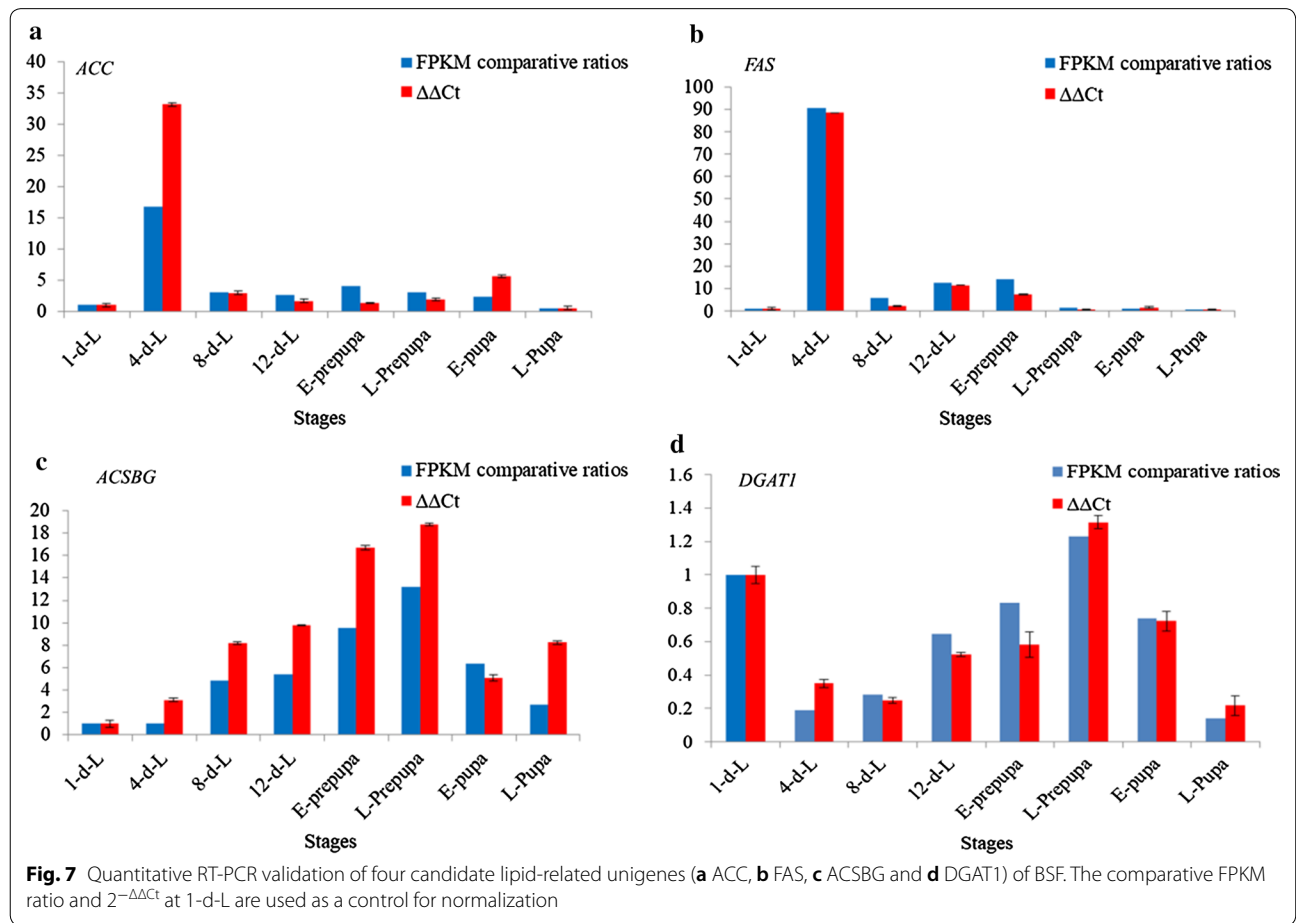 a
ACC
FPKM comparative ratios
ΔΔCt
40
35
30
25
20
15
10
5
0
1-d-L
4-d-L
8-d-L
12-d-L
E-prepupa
L-Prepupa
E-pupa
L-Pupa
Stages
b
FAS
FPKM comparative ratios
ΔΔCt
100
90
80
70
60
50
40
30
20
10
0
1-d-L
4-d-L
8-d-L
12-d-L
E-prepupa
L-Prepupa
E-pupa
L-Pupa
Stages
c
ACSBG
FPKM comparative ratios
ΔΔCt
20
18
16
14
12
10
8
6
4
2
0
1-d-L
4-d-L
8-d-L
12-d-L
E-prepupa
L-Prepupa
E-pupa
L-Pupa
Stages
d
DGAT1
FPKM comparative ratios
ΔΔCt
1.6
1.4
1.2
1
0.8
0.6
0.4
0.2
0
1-d-L
4-d-L
8-d-L
12-d-L
E-prepupa
L-Prepupa
E-pupa
L-Pupa
Stages
Fig. 7 Quantitative RT-PCR validation of four candidate lipid-related unigenes (a ACC, b FAS, c ACSBG and d DGAT1) of BSF. The comparative FPKM
ratio and 2−ΔΔCt at 1-d-L are used as a control for normalization